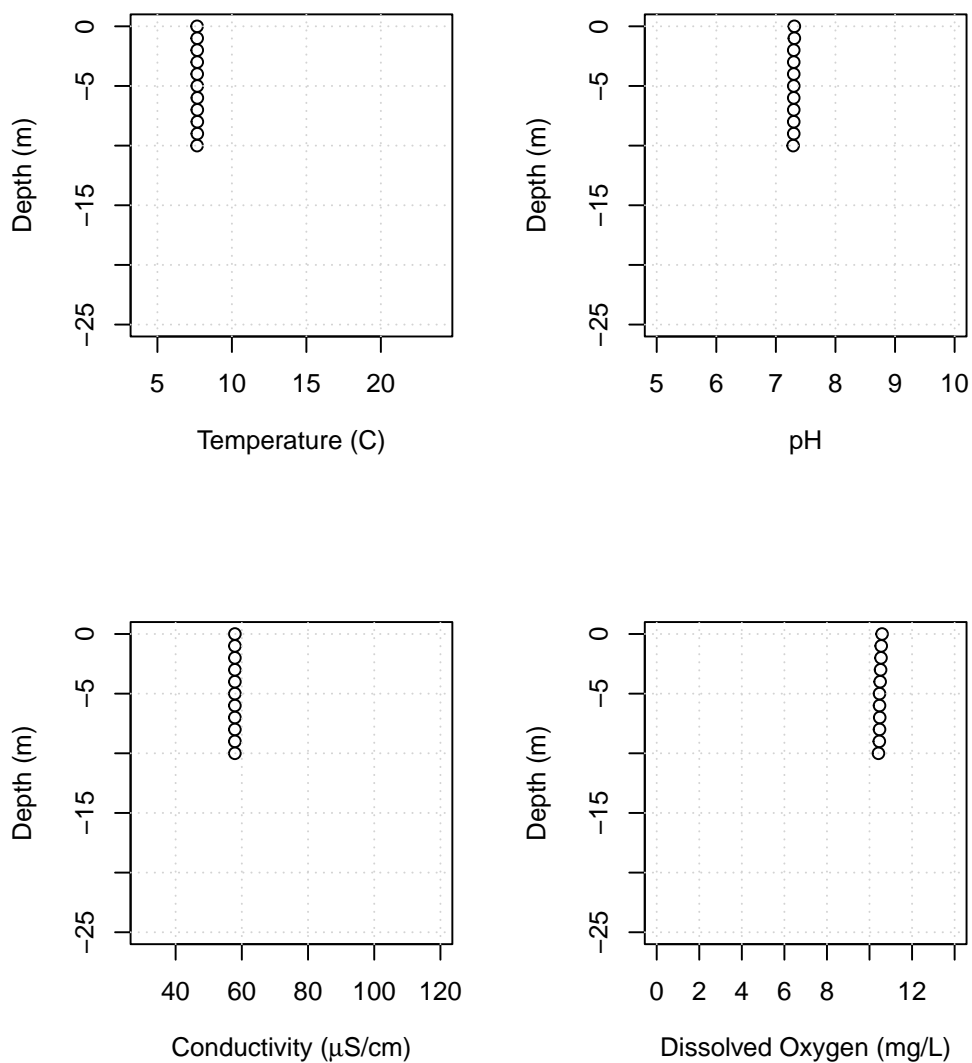 0
−5
−15
−25
Depth (m)
5 10 15 20
Temperature (C)
0
−5
−15
−25
Depth (m)
5 6 7 8 9 10
pH
0
−5
−15
−25
Depth (m)
40 60 80 100 120
Conductivity (μS/cm)
0
−5
−15
−25
Depth (m)
0 2 4 6 8 12
Dissolved Oxygen (mg/L)